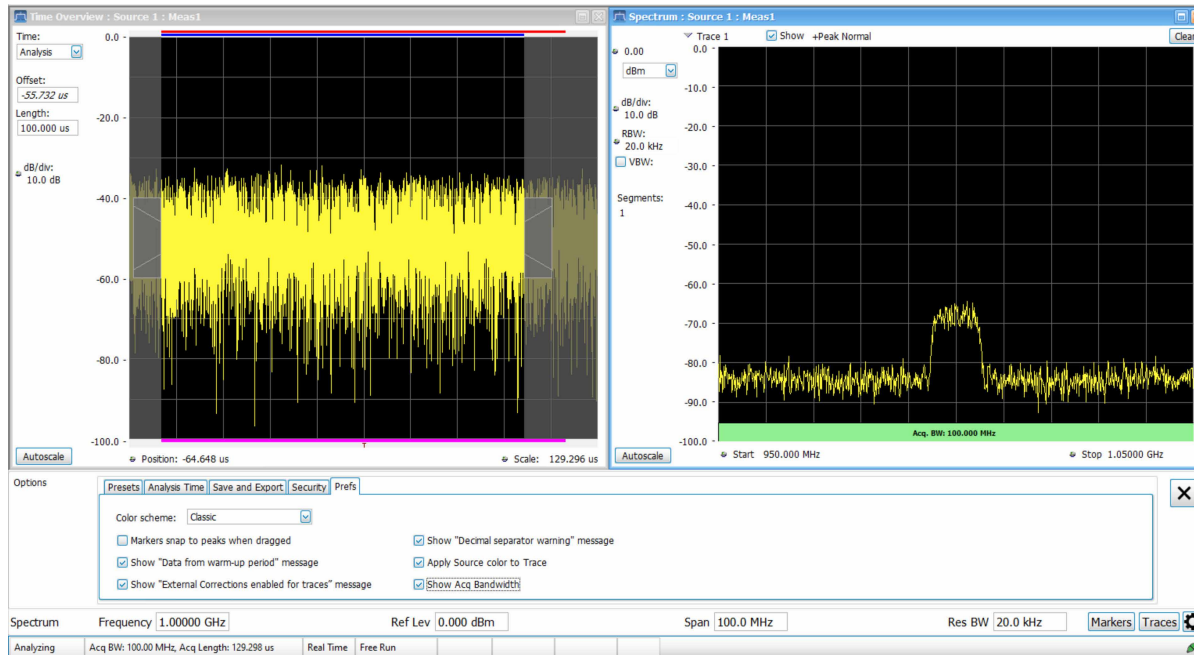 Time Overview : Source 1 : Meas1
Time:
Analysis
Offset:
-55.732 us
Length:
100.000 us
dB/div:
10.0 dB
0.0
-20.0
-40.0
-60.0
-80.0
-100.0
T
Autoscale
Position: -64.648 us
Scale: 129.296 us
Spectrum : Source 1 : Meas1
Trace 1
Show
+Peak Normal
Clear
0.00
dBm
dB/div:
10.0 dB
RBW:
20.0 kHz
VBW:
Segments:
1
0.0
-10.0
-20.0
-30.0
-40.0
-50.0
-60.0
-70.0
-80.0
-90.0
-100.0
Acq. BW: 100.000 MHz
Autoscale
Start 950.000 MHz
Stop 1.05000 GHz
Options
Presets
Analysis Time
Save and Export
Security
Prefs
Color scheme: Classic
Markers snap to peaks when dragged
Show "Data from warm-up period" message
Show "External Corrections enabled for traces" message
Show "Decimal separator warning" message
Apply Source color to Trace
Show Acq Bandwidth
Spectrum
Frequency 1.00000 GHz
Ref Lev 0.000 dBm
Span 100.0 MHz
Res BW 20.0 kHz
Markers
Traces
Analyzing
Acq BW: 100.00 MHz, Acq Length: 129.298 us
Real Time
Free Run